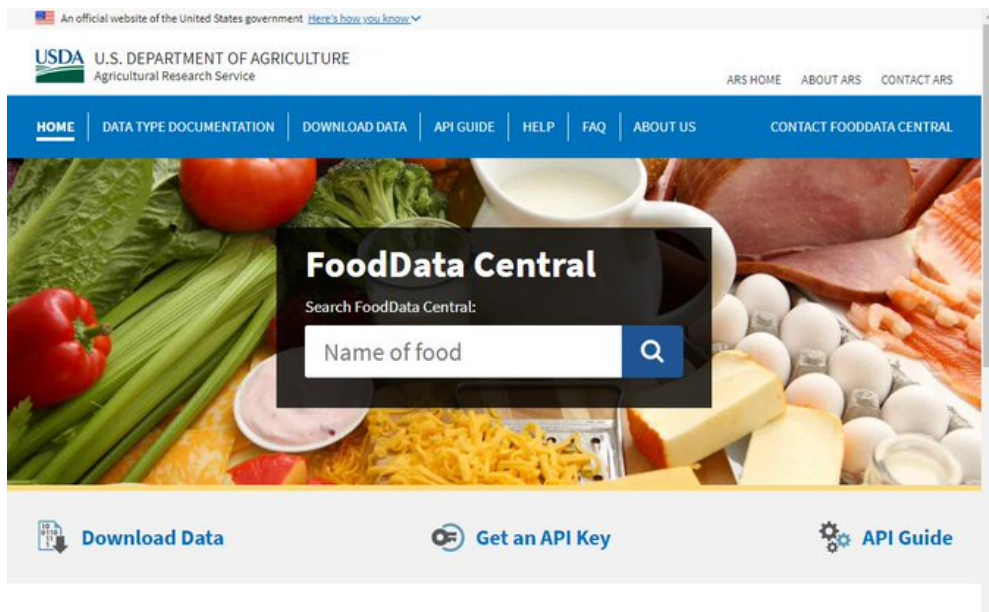 An official website of the United States government Here's how you know
USDA U.S. DEPARTMENT OF AGRICULTURE
Agricultural Research Service
ARS HOME ABOUT ARS CONTACT ARS
HOME DATA TYPE DOCUMENTATION DOWNLOAD DATA API GUIDE HELP FAQ ABOUT US CONTACT FOODDATA CENTRAL
FoodData Central
Search FoodData Central:
Name of food
Download Data Get an API Key API Guide